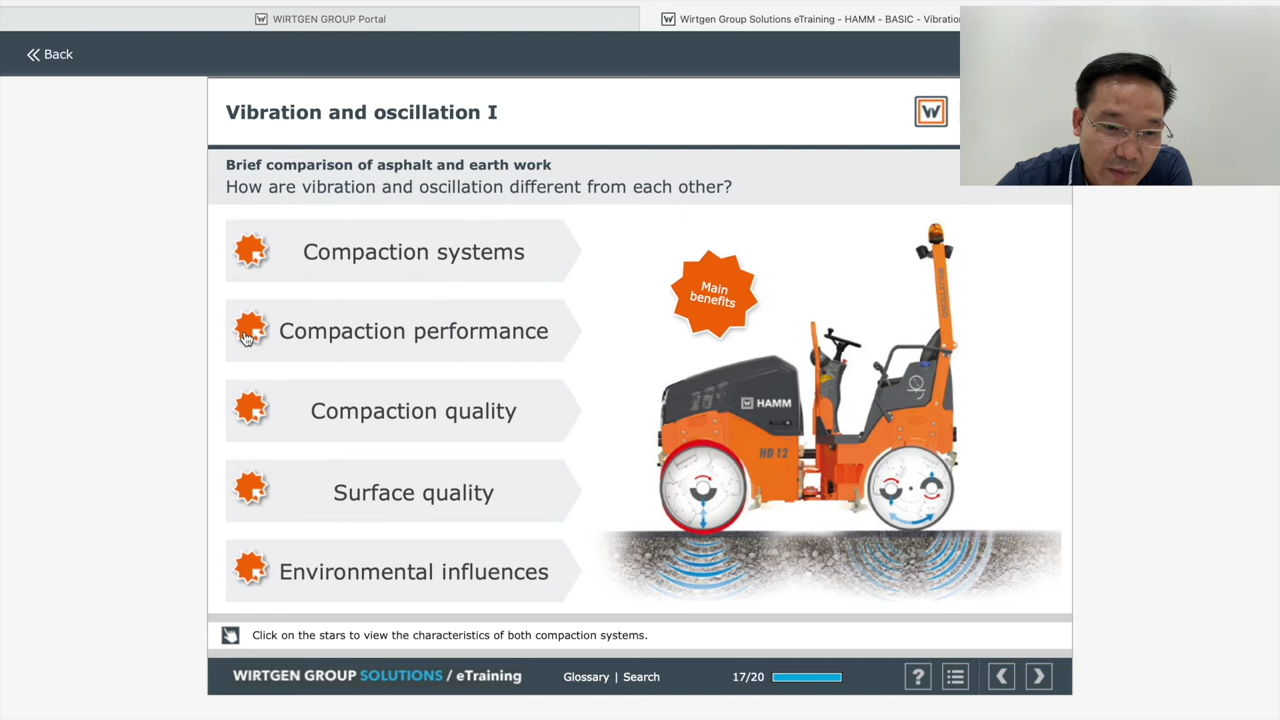 WIRTGEN GROUP Portal
Wirtgen Group Solutions eTraining - HAMM - BASIC - Vibratio
Back
Vibration and oscillation I
W
Brief comparison of asphalt and earth work
How are vibration and oscillation different from each other?
Compaction systems
Compaction performance
Compaction quality
Surface quality
Environmental influences
Main
benefits
OSCILLATION
HAMM
HD 12
Click on the stars to view the characteristics of both compaction systems.
WIRTGEN GROUP SOLUTIONS / eTraining
Glossary | Search
17/20
?